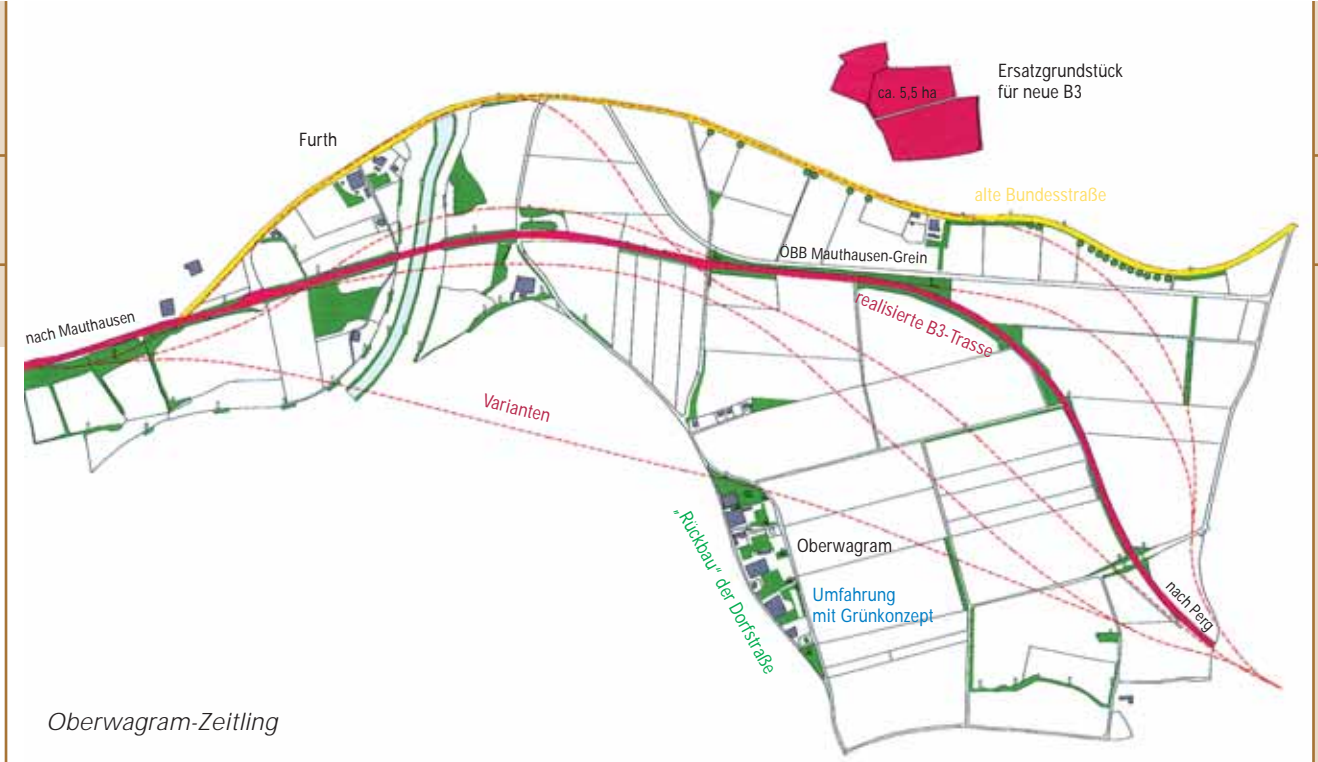 Ersatzgrundstück
für neue B3
ca. 5,5 ha
Furth
alte Bundesstraße
ÖBB Mauthausen-Grein
realisierte B3-Trasse
nach Mauthausen
Varianten
„Rückbau" der Dorfstraße
Oberwagram
Umfahrung
mit Grünkonzept
nach Perg
Oberwagram-Zeitling